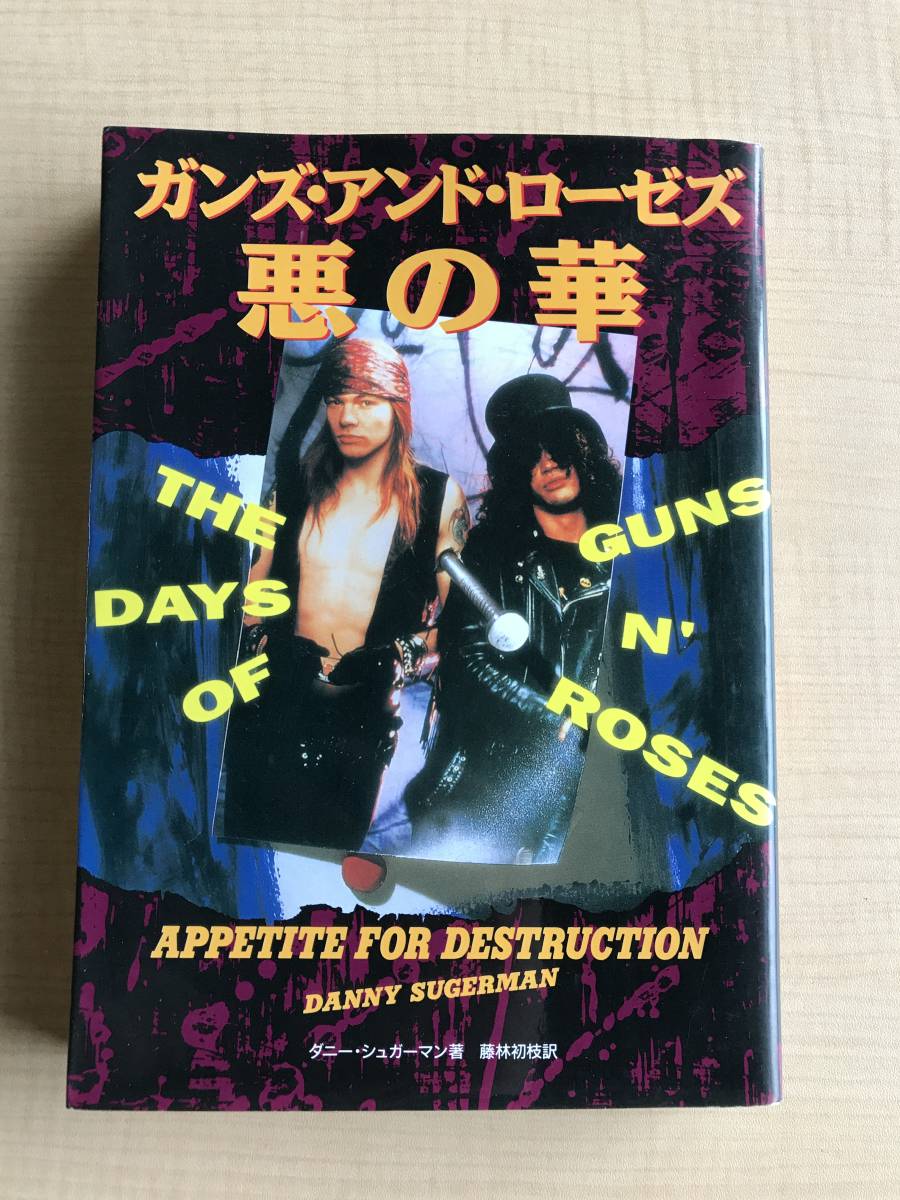 ガンズ・アンド・ローゼズ
悪の華
THE
DAYS
OF
GUNS
N'
ROSES
APPETITE FOR DESTRUCTION
DANNY SUGERMAN
ダニー・シュガーマン著 藤林初枝訳